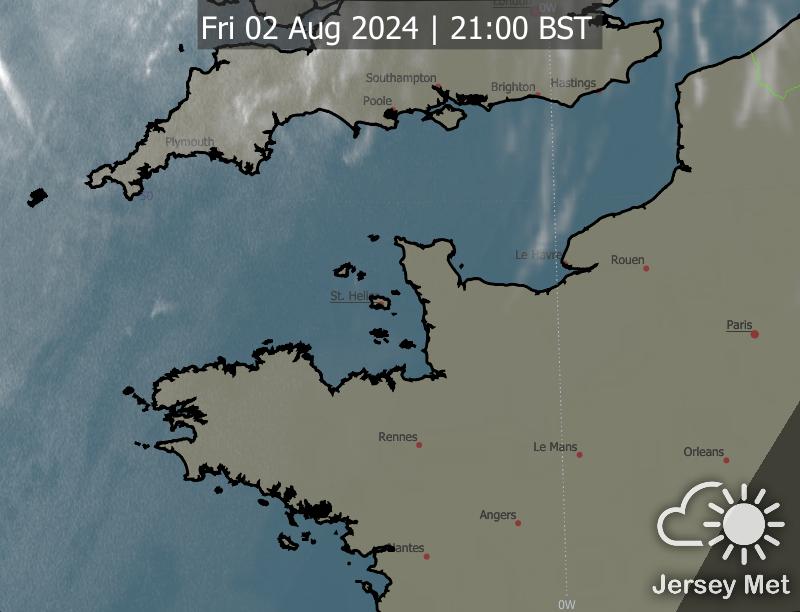 London
0W
Fri 02 Aug 2024 | 21:00 BST
Southampton
Brighton
Hastings
Poole
Plymouth
Le Havre
Rouen
St. Helier
Paris
Rennes
Le Mans
Orleans
Angers
Nantes
Jersey Met
0W